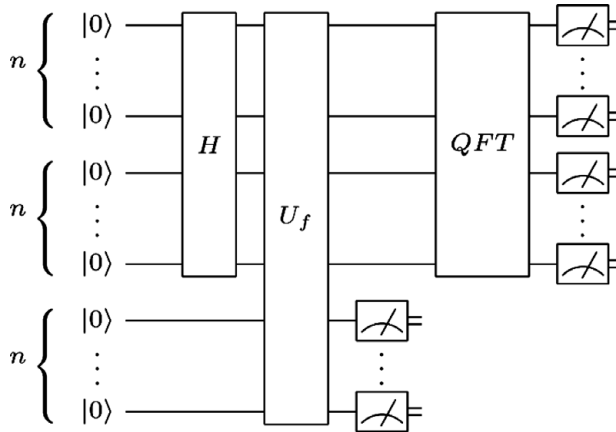 n |0⟩
⋮ ⋮
|0⟩
n |0⟩
H QFT
⋮ ⋮
U_f
|0⟩
n |0⟩
⋮ ⋮
|0⟩